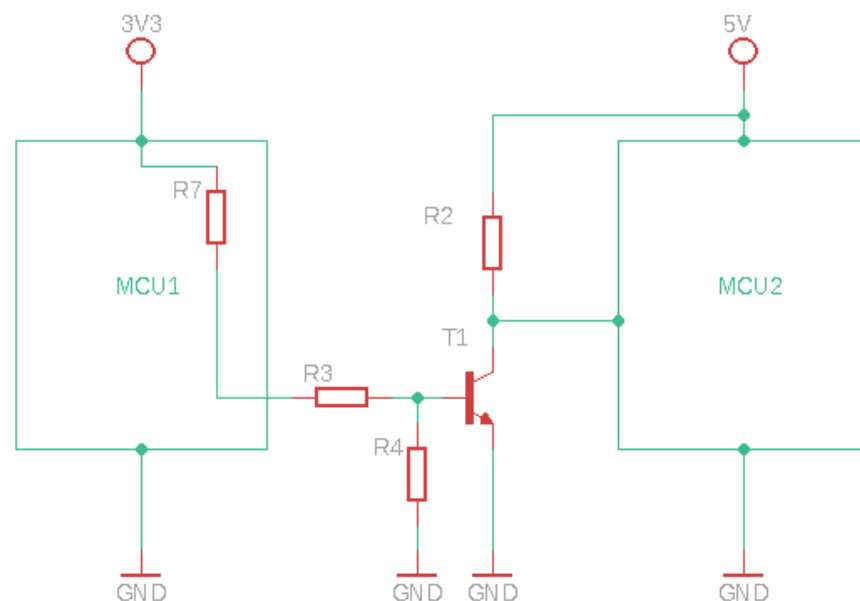 3V3
5V
R7
R2
MCU1
MCU2
T1
R3
R4
GND
GND
GND
GND